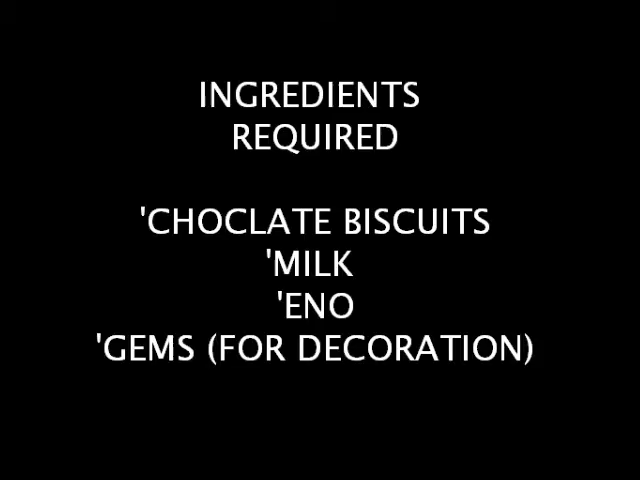 INGREDIENTS
REQUIRED
'CHOCLATE BISCUITS
'MILK
'ENO
'GEMS (FOR DECORATION)